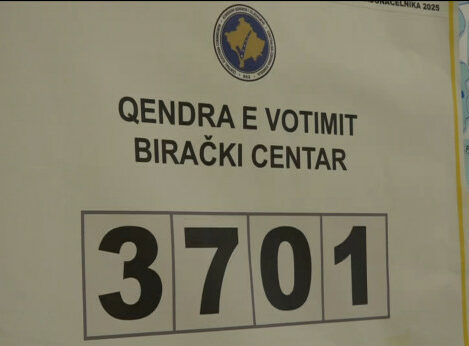 QENDRA E VOTIMIT
BIRAČKI CENTAR
3701